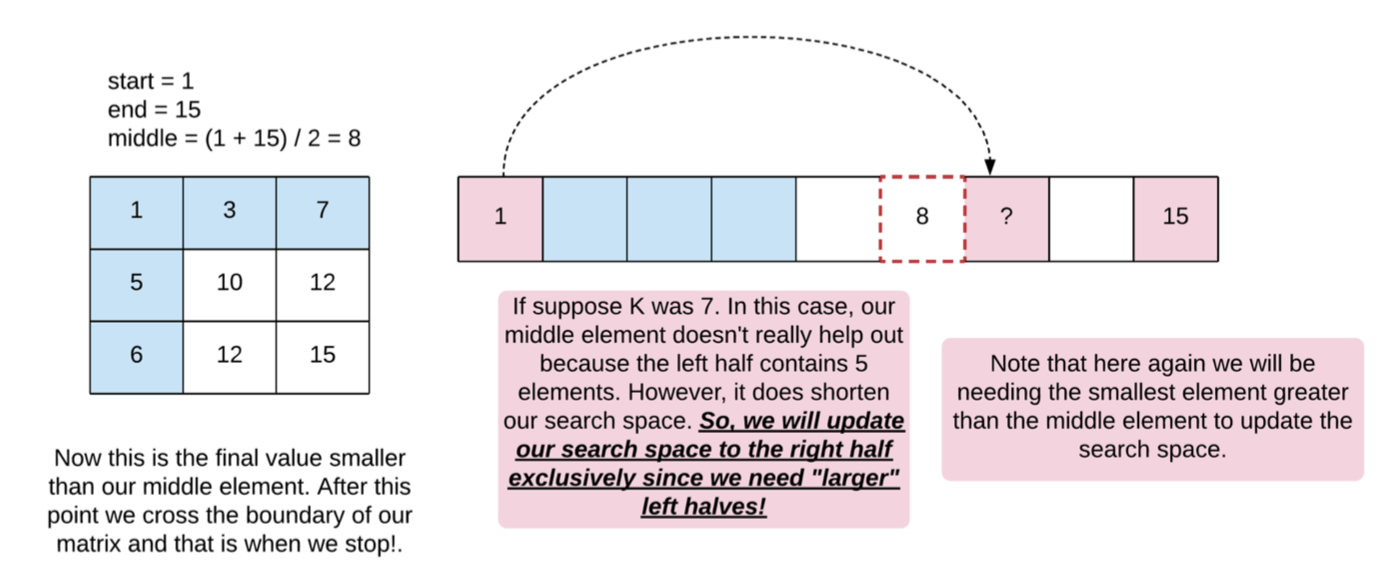 start = 1
end = 15
middle = (1 + 15) / 2 = 8
1 3 7
5 10 12
6 12 15
Now this is the final value smaller
than our middle element. After this
point we cross the boundary of our
matrix and that is when we stop!.
1 8 ? 15
If suppose K was 7. In this case, our
middle element doesn't really help out
because the left half contains 5
elements. However, it does shorten
our search space. So, we will update
our search space to the right half
exclusively since we need "larger"
left halves!
Note that here again we will be
needing the smallest element greater
than the middle element to update the
search space.